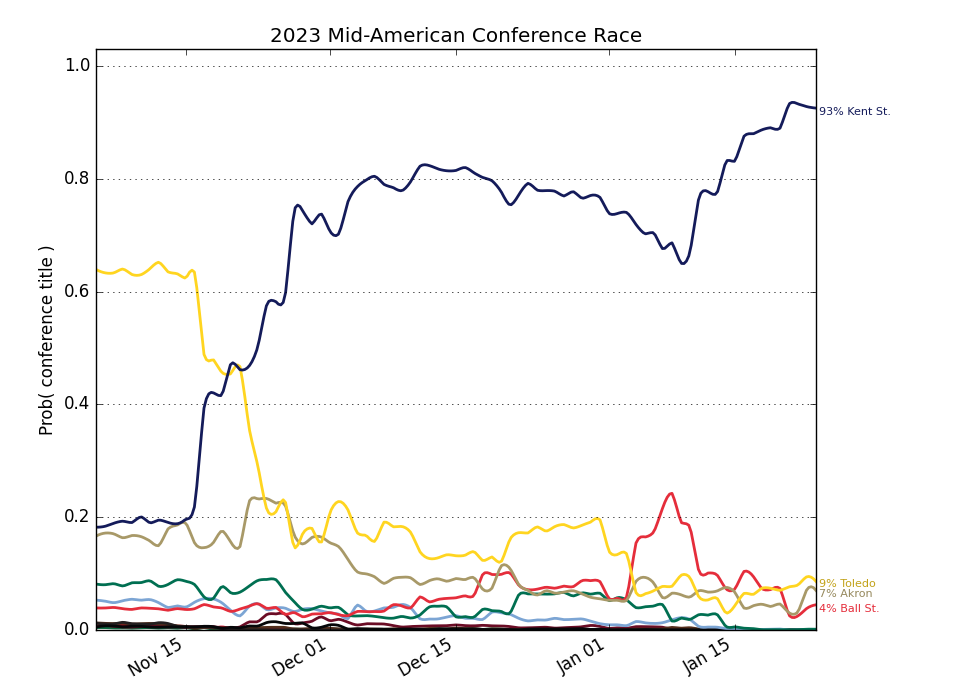 2023 Mid-American Conference Race
Prob( conference title )
1.0
0.8
0.6
0.4
0.2
0.0
93% Kent St.
9% Toledo
7% Akron
4% Ball St.
Nov 15
Dec 01
Dec 15
Jan 01
Jan 15